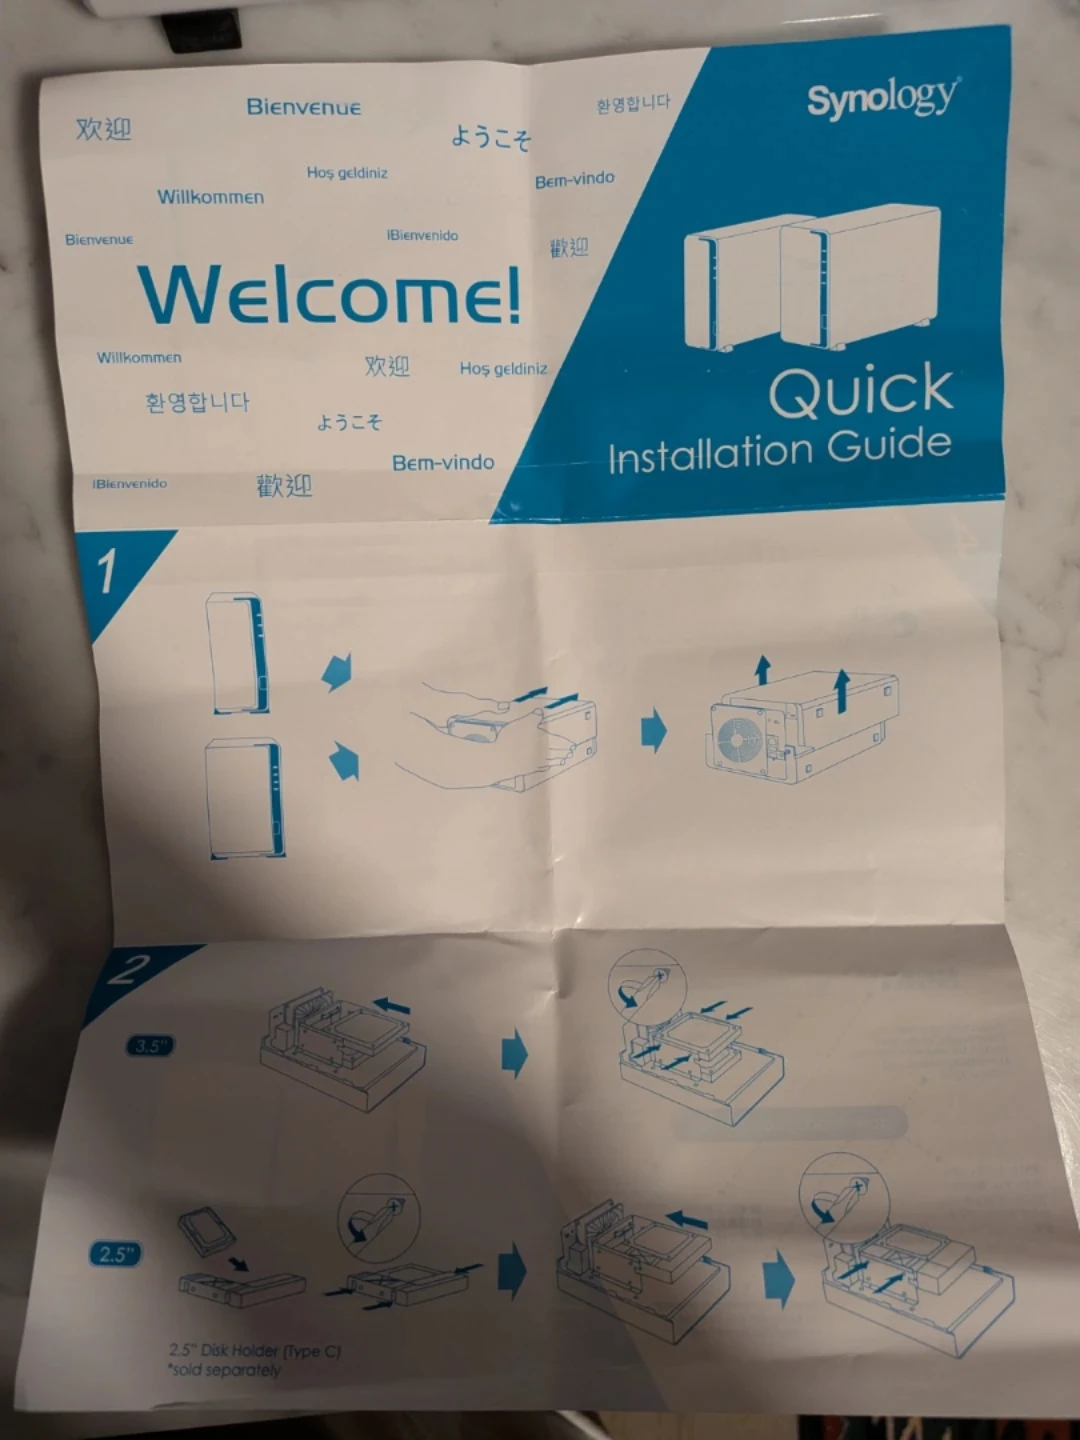 Synology
Bienvenue
欢迎
ようこそ
환영합니다
Hoş geldiniz
Willkommen
Bem-vindo
Bienvenue
¡Bienvenido
歡迎
Welcome!
Willkommen
欢迎
Hoş geldiniz
환영합니다
ようこそ
Bem-vindo
¡Bienvenido
歡迎
Quick
Installation Guide
1
2
3.5"
2.5"
2.5" Disk Holder (Type C)
*sold separately